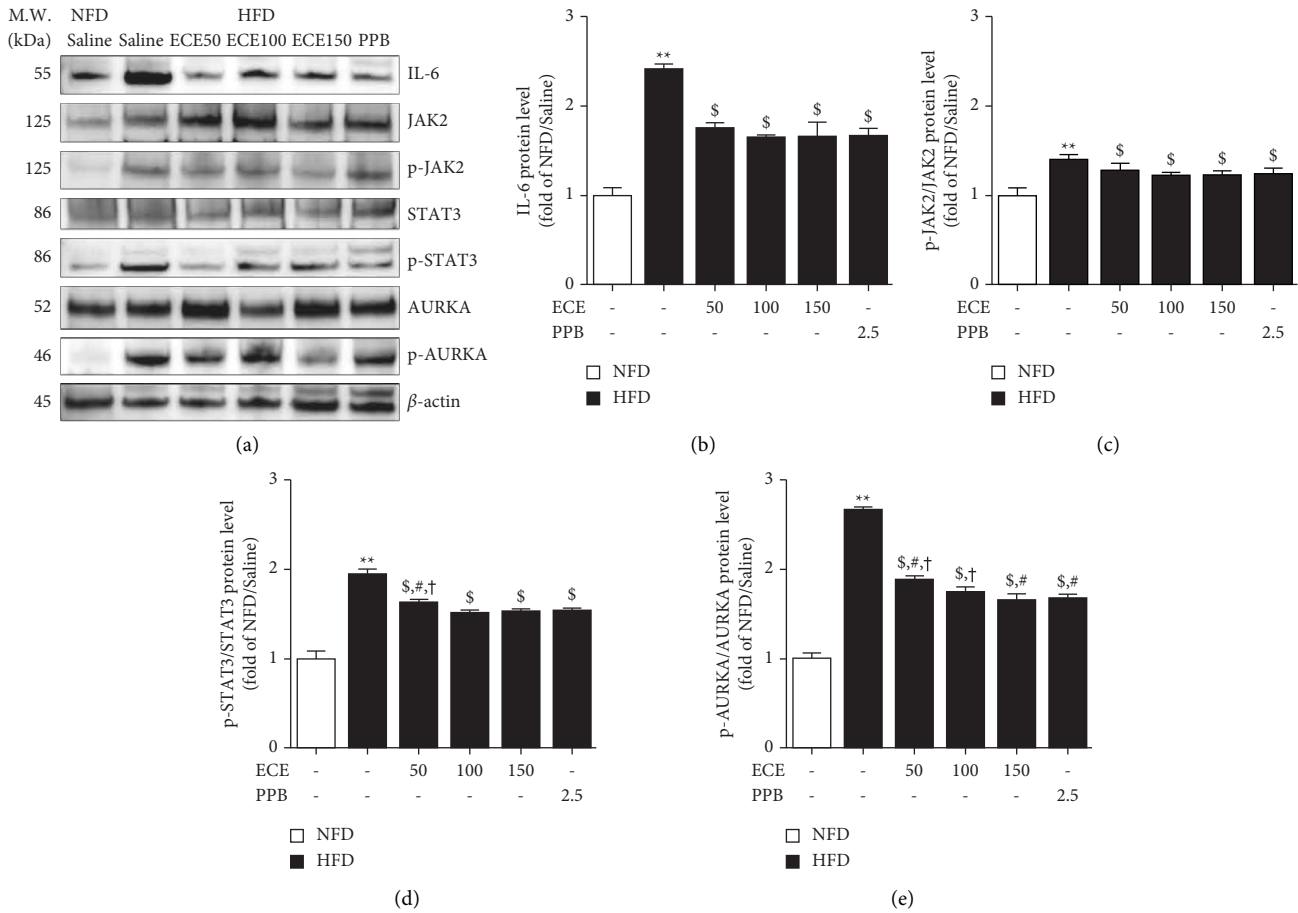 M.W. NFD HFD
(kDa) Saline Saline ECE50 ECE100 ECE150 PPB
55 IL-6
125 JAK2
125 p-JAK2
86 STAT3
86 p-STAT3
52 AURKA
46 p-AURKA
45 β-actin
(a)
IL-6 protein level
(fold of NFD/Saline)
3
2
1
0
**
$ $ $ $
ECE - - 50 100 150 -
PPB - - - - - 2.5
NFD
HFD
(b)
p-JAK2/JAK2 protein level
(fold of NFD/Saline)
3
2
1
0
**
$ $ $ $
ECE - - 50 100 150 -
PPB - - - - - 2.5
NFD
HFD
(c)
p-STAT3/STAT3 protein level
(fold of NFD/Saline)
3
2
1
0
**
$,#,† $ $ $
ECE - - 50 100 150 -
PPB - - - - - 2.5
NFD
HFD
(d)
p-AURKA/AURKA protein level
(fold of NFD/Saline)
3
2
1
0
**
$,#,† $,† $,# $,#
ECE - - 50 100 150 -
PPB - - - - - 2.5
NFD
HFD
(e)